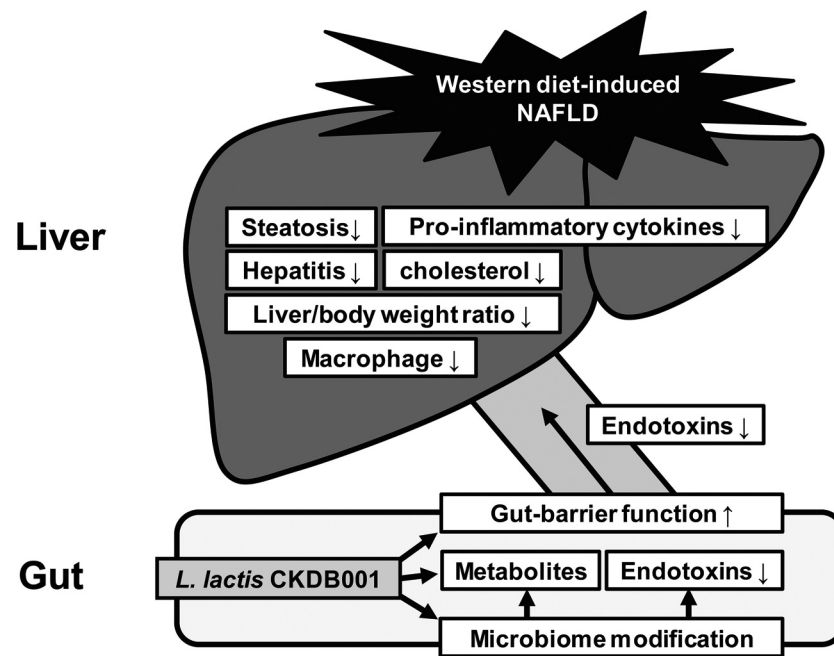 Western diet-induced
NAFLD
Liver
Steatosis↓
Pro-inflammatory cytokines ↓
Hepatitis ↓
cholesterol ↓
Liver/body weight ratio ↓
Macrophage ↓
Endotoxins ↓
Gut-barrier function ↑
Gut
L. lactis CKDB001
Metabolites
Endotoxins ↓
Microbiome modification